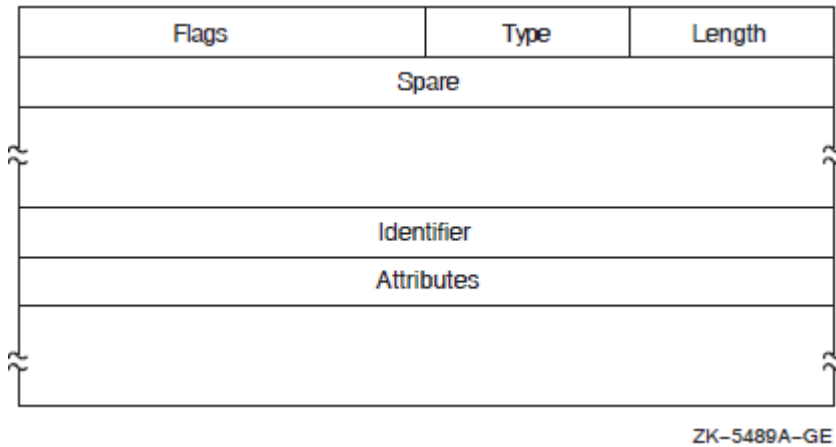 Flags Type Length
Spare
Identifier
Attributes
ZK–5489A–GE